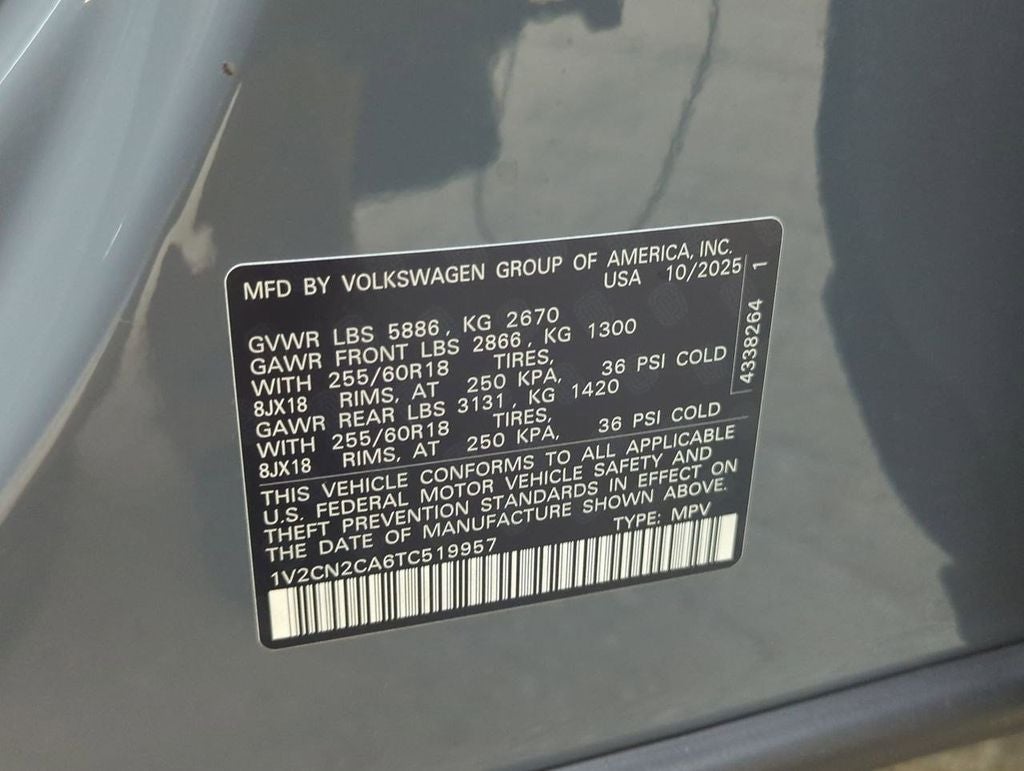 MFD BY VOLKSWAGEN GROUP OF AMERICA, INC.
USA 10/2025
GVWR LBS 5886, KG 2670
GAWR FRONT LBS 2866, KG 1300
WITH 255/60R18 TIRES,
8JX18 RIMS, AT 250 KPA, 36 PSI COLD
GAWR REAR LBS 3131, KG 1420
WITH 255/60R18 TIRES,
8JX18 RIMS, AT 250 KPA, 36 PSI COLD
THIS VEHICLE CONFORMS TO ALL APPLICABLE
U.S. FEDERAL MOTOR VEHICLE SAFETY AND
THEFT PREVENTION STANDARDS IN EFFECT ON
THE DATE OF MANUFACTURE SHOWN ABOVE.
TYPE: MPV
1V2CN2CA6TC519957
4338264 1